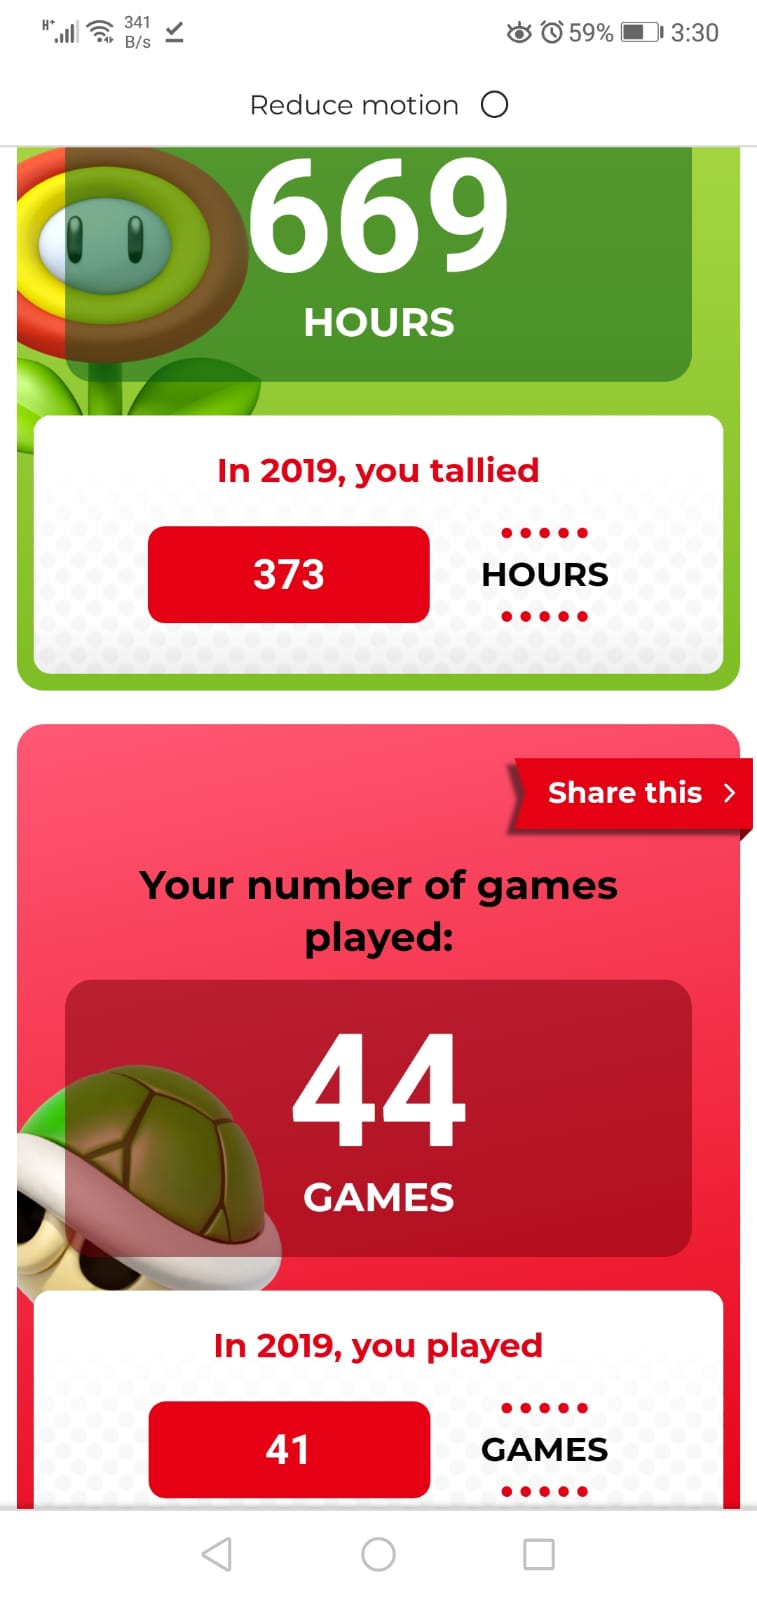 H+
341
B/s
59%
3:30
Reduce motion
669
HOURS
In 2019, you tallied
373
HOURS
Share this
Your number of games
played:
44
GAMES
In 2019, you played
41
GAMES